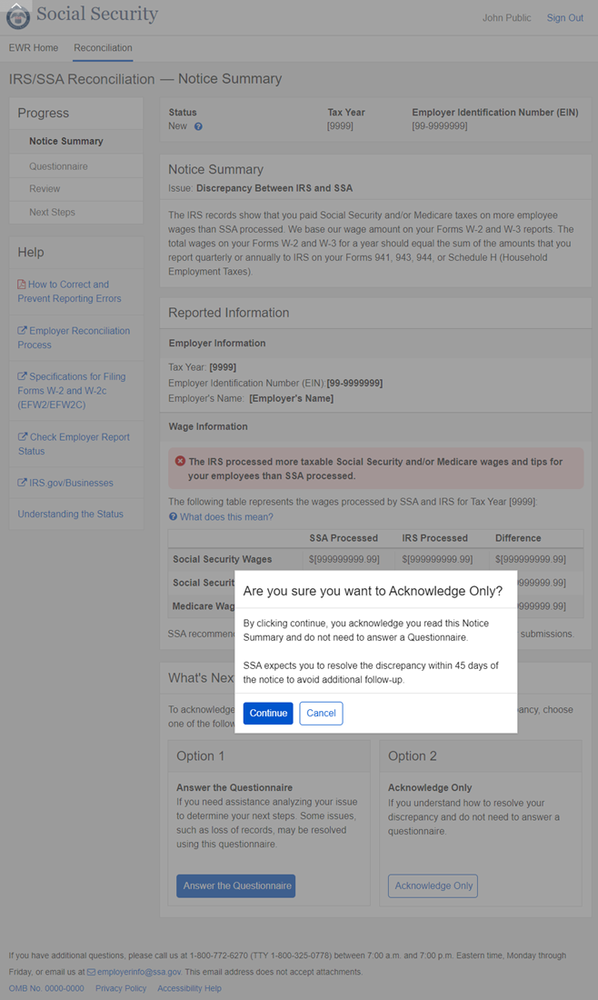 Social Security
John Public Sign Out
EWR Home Reconciliation
IRS/SSA Reconciliation — Notice Summary
Progress
Notice Summary
Questionnaire
Review
Next Steps
Help
How to Correct and
Prevent Reporting Errors
Employer Reconciliation
Process
Specifications for Filing
Forms W-2 and W-2c
(EFW2/EFW2C)
Check Employer Report
Status
IRS.gov/Businesses
Understanding the Status
Status Tax Year Employer Identification Number (EIN)
New [9999] [99-9999999]
Notice Summary
Issue: Discrepancy Between IRS and SSA
The IRS records show that you paid Social Security and/or Medicare taxes on more employee
wages than SSA processed. We base our wage amount on your Forms W-2 and W-3 reports. The
total wages on your Forms W-2 and W-3 for a year should equal the sum of the amounts that you
report quarterly or annually to IRS on your Forms 941, 943, 944, or Schedule H (Household
Employment Taxes).
Reported Information
Employer Information
Tax Year: [9999]
Employer Identification Number (EIN):[99-9999999]
Employer's Name: [Employer's Name]
Wage Information
The IRS processed more taxable Social Security and/or Medicare wages and tips for
your employees than SSA processed.
The following table represents the wages processed by SSA and IRS for Tax Year [9999]:
What does this mean?
SSA Processed IRS Processed Difference
Social Security Wages $[999999999.99] $[999999999.99] $[999999999.99]
Social Securit 9999999.99]
Medicare Wag 9999999.99]
SSA recommen submissions.
Are you sure you want to Acknowledge Only?
By clicking continue, you acknowledge you read this Notice
Summary and do not need to answer a Questionnaire.
SSA expects you to resolve the discrepancy within 45 days of
the notice to avoid additional follow-up.
Continue Cancel
What's Nex
To acknowledge ancy, choose
one of the follow
Option 1
Answer the Questionnaire
If you need assistance analyzing your issue
to determine your next steps. Some issues,
such as loss of records, may be resolved
using this questionnaire.
Answer the Questionnaire
Option 2
Acknowledge Only
If you understand how to resolve your
discrepancy and do not need to answer a
questionnaire.
Acknowledge Only
If you have additional questions, please call us at 1-800-772-6270 (TTY 1-800-325-0778) between 7:00 a.m. and 7:00 p.m. Eastern time, Monday through
Friday, or email us at employerinfo@ssa.gov. This email address does not accept attachments.
OMB No. 0000-0000 Privacy Policy Accessibility Help